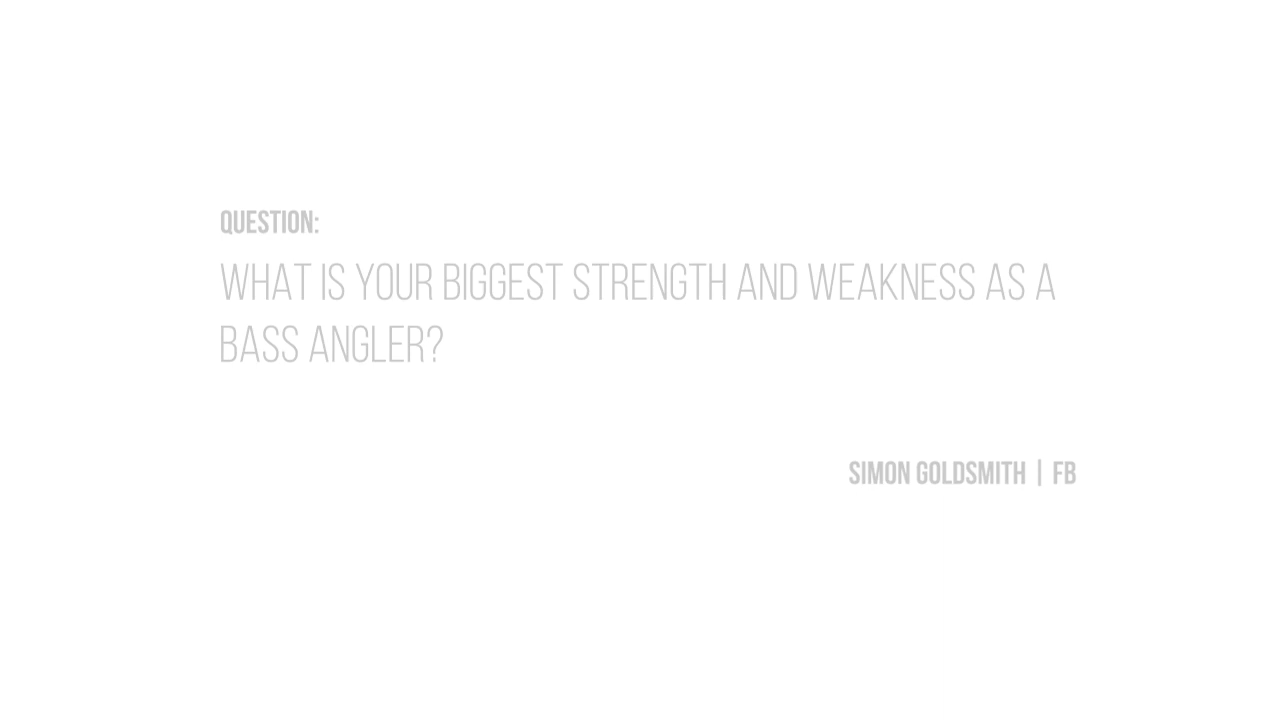 QUESTION:
WHAT IS YOUR BIGGEST STRENGTH AND WEAKNESS AS A
BASS ANGLER?
SIMON GOLDSMITH | FB